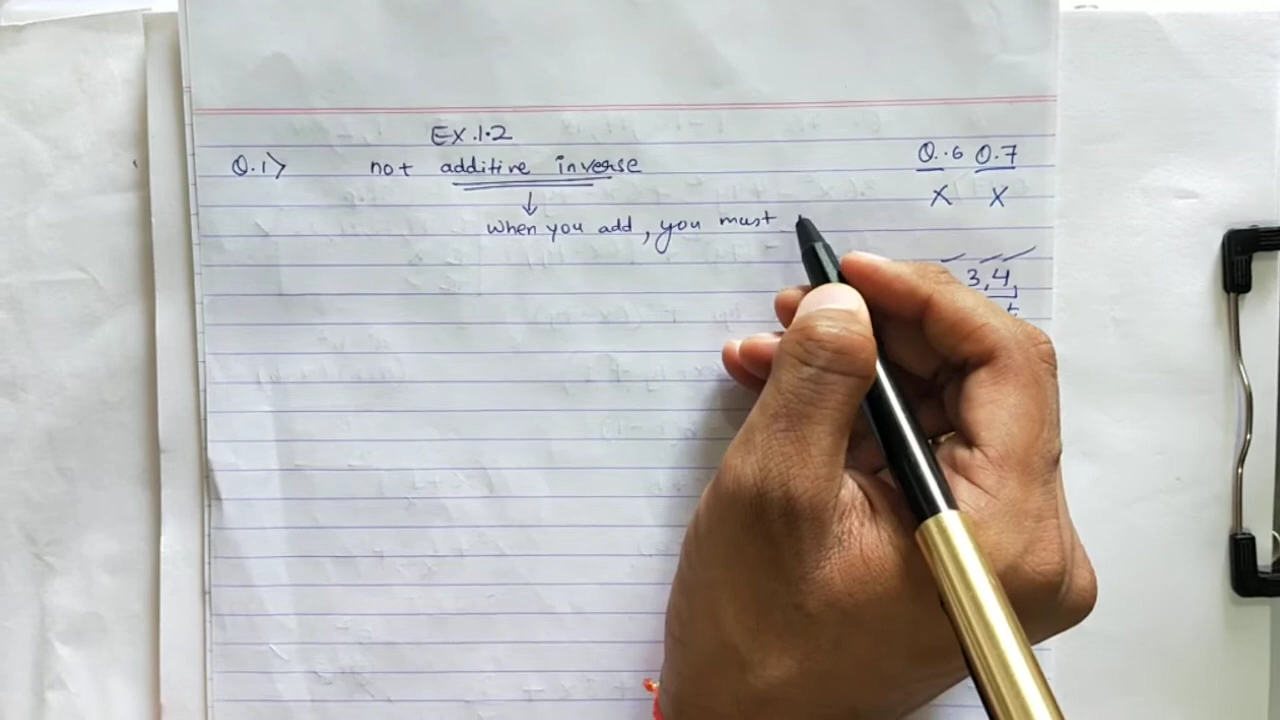 Ex.1.2
Q.1> not additive inverse
Q.6 Q.7
X X
↓
When you add, you must
3,4,